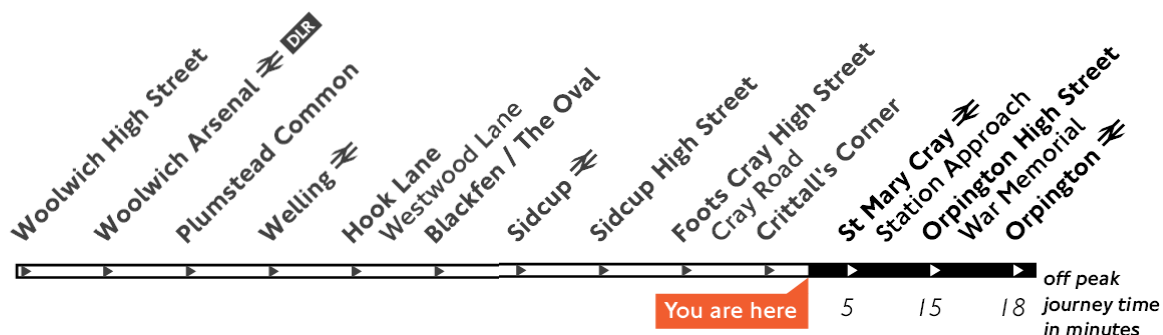 Woolwich High Street
Woolwich Arsenal DLR
Plumstead Common
Welling
Hook Lane
Westwood Lane
Blackfen / The Oval
Sidcup
Sidcup High Street
Foots Cray High Street
Cray Road
Crittall's Corner
St Mary Cray
Station Approach
Orpington High Street
War Memorial
Orpington
You are here
5
15
18
off peak
journey time
in minutes